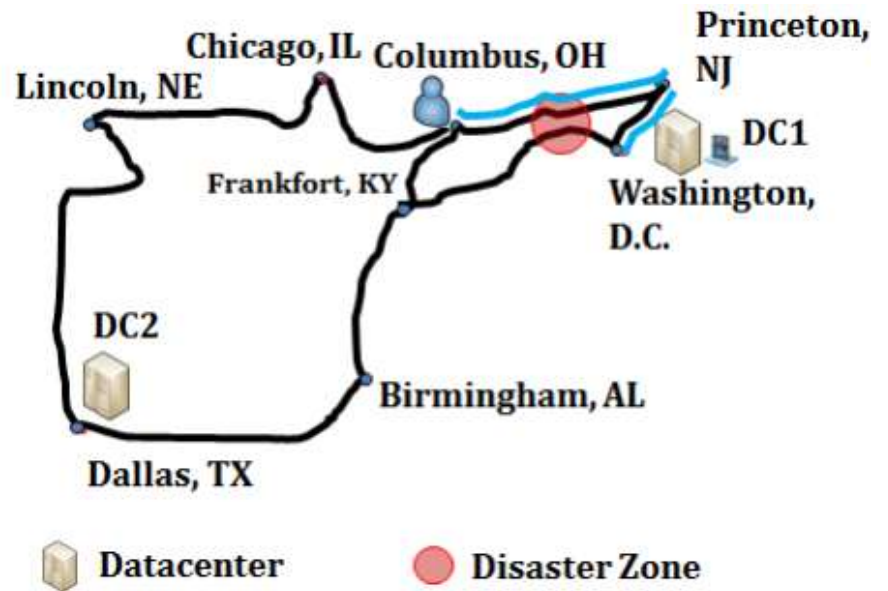 Princeton,
NJ
Chicago, IL
Columbus, OH
Lincoln, NE
DC1
Frankfort, KY
Washington,
D.C.
DC2
Birmingham, AL
Dallas, TX
Datacenter
Disaster Zone